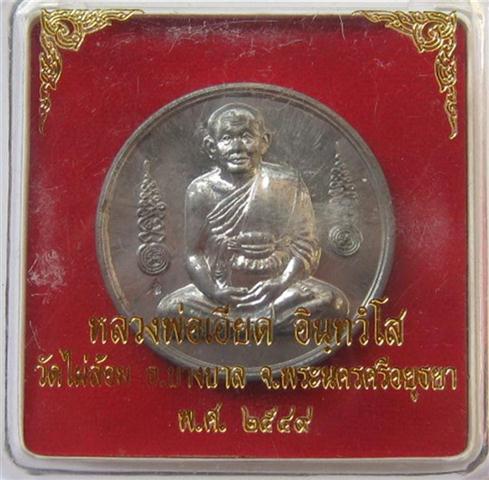 หลวงพ่อเอียด อินฺทวํโส
วัดไผ่ล้อม อ.บางบาล จ.พระนครศรีอยุธยา
พ.ศ. ๒๕๔๙